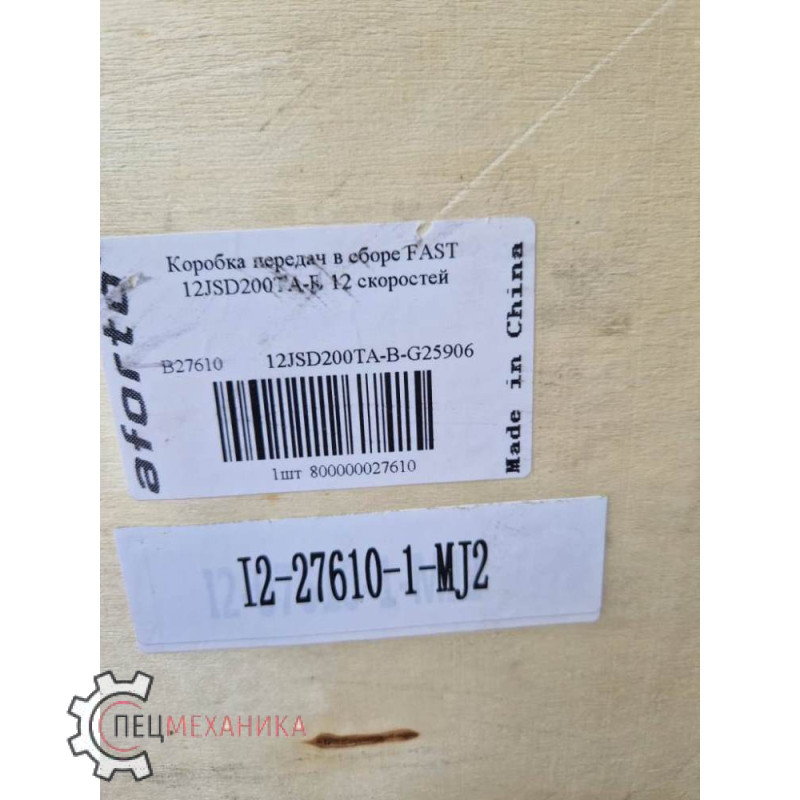 Коробка передач в сборе FAST
12JSD200TA-B, 12 скоростей
B27610 12JSD200TA-B-G25906
1шт 800000027610
Made in China
I2-27610-1-MJ2
СПЕЦМЕХАНИКА